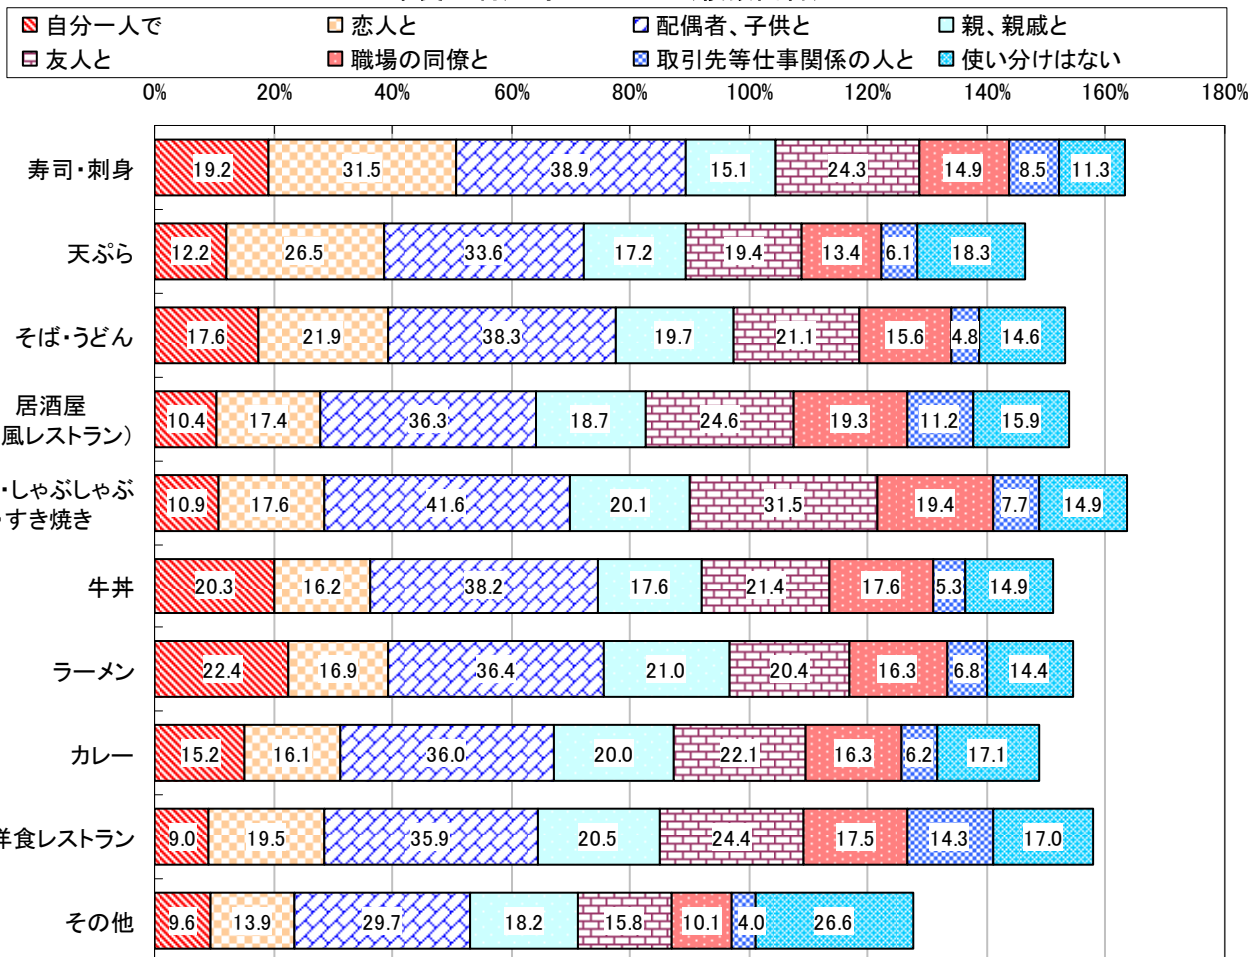 自分一人で 恋人と 配偶者、子供と 親、親戚と
友人と 職場の同僚と 取引先等仕事関係の人と 使い分けはない
0% 20% 40% 60% 80% 100% 120% 140% 160% 180%
寿司・刺身 19.2 31.5 38.9 15.1 24.3 14.9 8.5 11.3
天ぷら 12.2 26.5 33.6 17.2 19.4 13.4 6.1 18.3
そば・うどん 17.6 21.9 38.3 19.7 21.1 15.6 4.8 14.6
居酒屋
風レストラン) 10.4 17.4 36.3 18.7 24.6 19.3 11.2 15.9
・しゃぶしゃぶ
すき焼き 10.9 17.6 41.6 20.1 31.5 19.4 7.7 14.9
牛丼 20.3 16.2 38.2 17.6 21.4 17.6 5.3 14.9
ラーメン 22.4 16.9 36.4 21.0 20.4 16.3 6.8 14.4
カレー 15.2 16.1 36.0 20.0 22.1 16.3 6.2 17.1
洋食レストラン 9.0 19.5 35.9 20.5 24.4 17.5 14.3 17.0
その他 9.6 13.9 29.7 18.2 15.8 10.1 4.0 26.6